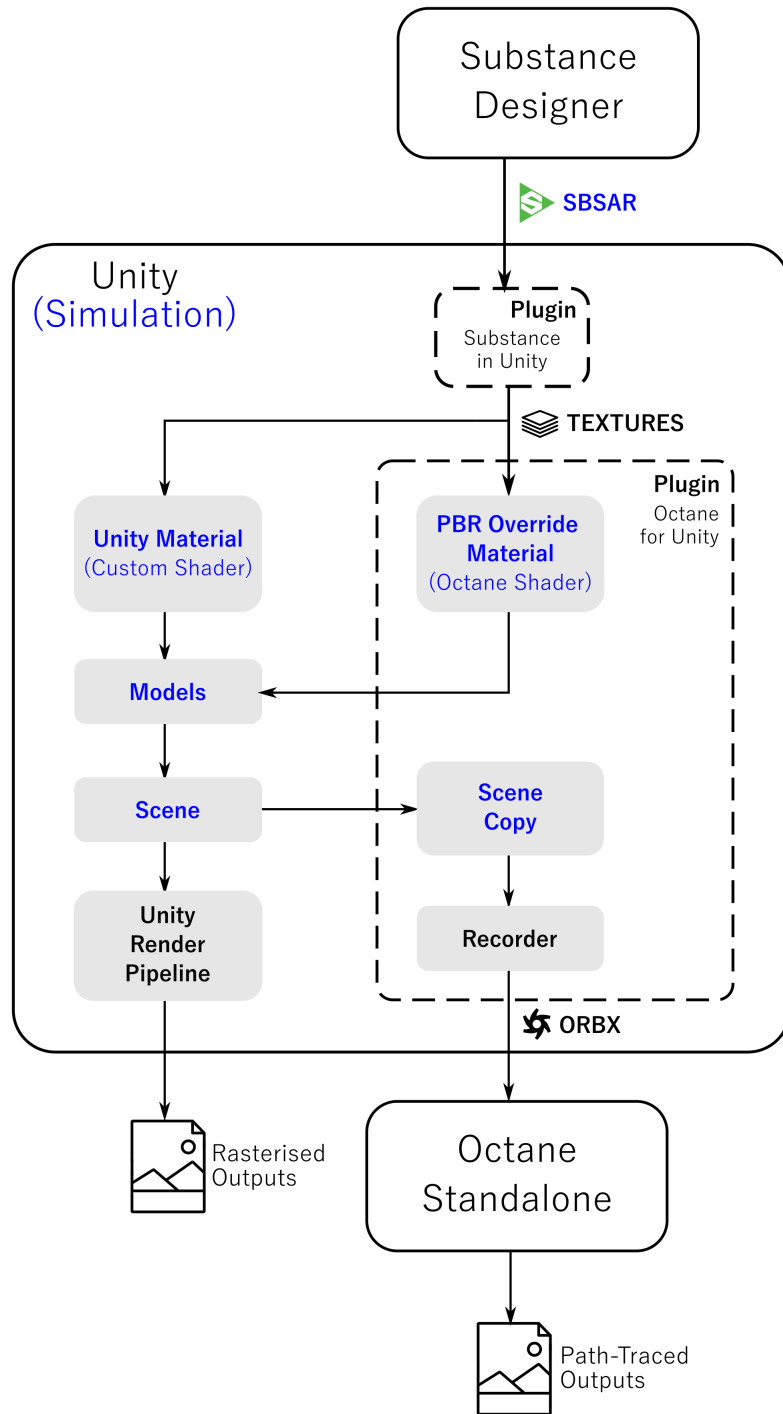 Substance
Designer
SBSAR
Unity
(Simulation)
Plugin
Substance
in Unity
TEXTURES
Plugin
Octane
for Unity
Unity Material
(Custom Shader)
PBR Override
Material
(Octane Shader)
Models
Scene
Scene
Copy
Unity
Render
Pipeline
Recorder
ORBX
Rasterised
Outputs
Octane
Standalone
Path-Traced
Outputs